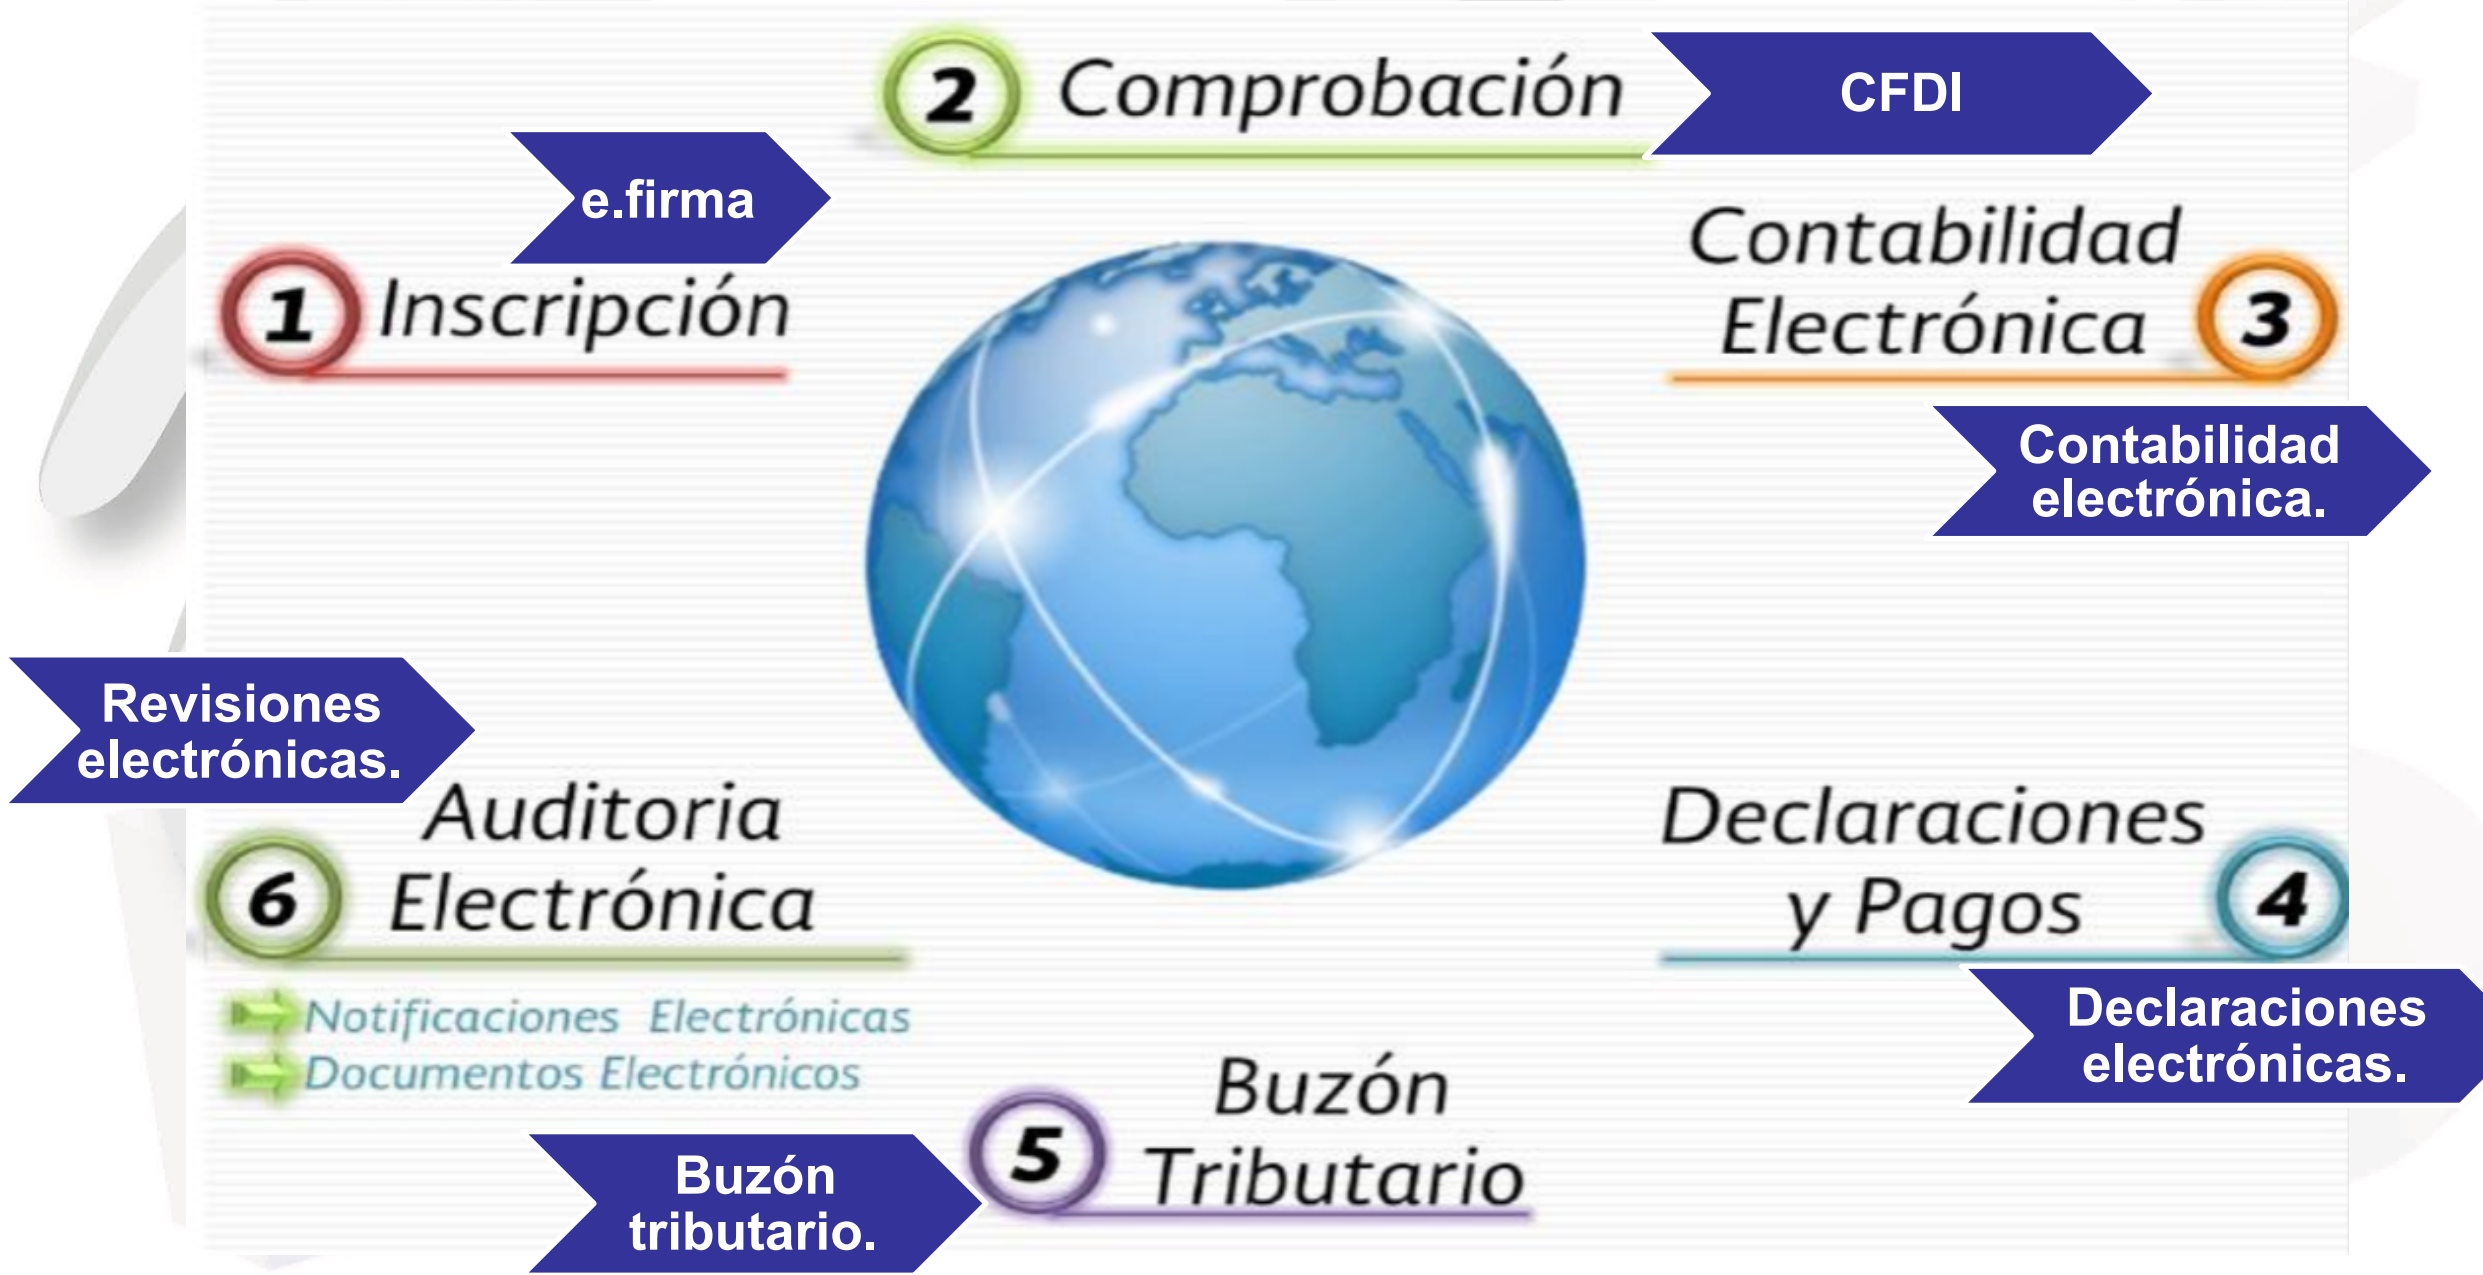 1
Inscripción
e.firma
2
Comprobación
CFDI
Contabilidad
Electrónica
3
Contabilidad
electrónica.
Declaraciones
y Pagos
4
Declaraciones
electrónicas.
5
Buzón
Tributario
Buzón
tributario.
Revisiones
electrónicas.
6
Auditoria
Electrónica
Notificaciones Electrónicas
Documentos Electrónicos